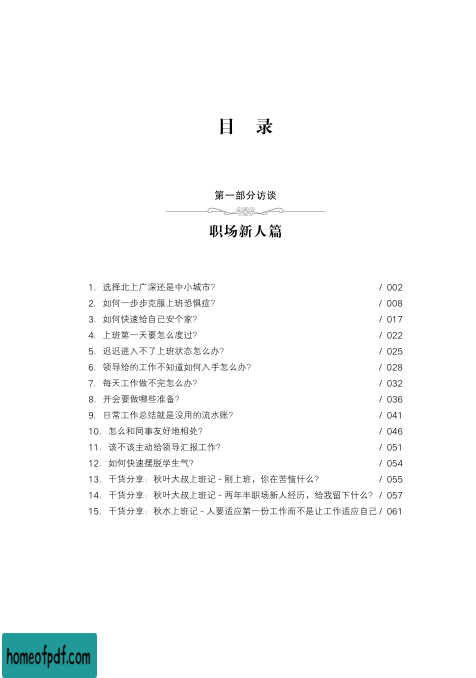 目 录
第一部分访谈
职场新人篇
1. 选择北上广深还是中小城市? / 002
2. 如何一步步克服上班恐惧症? / 008
3. 如何快速给自己安个家? / 017
4. 上班第一天要怎么度过? / 022
5. 迟迟进入不了上班状态怎么办? / 025
6. 领导给的工作不知道如何入手怎么办? / 028
7. 每天工作做不完怎么办? / 032
8. 开会要做哪些准备? / 036
9. 日常工作总结就是没用的流水账? / 041
10. 怎么和同事友好地相处? / 046
11. 该不该主动给领导汇报工作? / 051
12. 如何快速摆脱学生气? / 054
13. 干货分享:秋叶大叔上班记 - 刚上班,你在苦恼什么? / 055
14. 干货分享:秋叶大叔上班记 - 两年半职场新人经历,给我留下什么? / 057
15. 干货分享:秋水上班记 - 人要适应第一份工作而不是让工作适应自己 / 061
homeofpdf.com